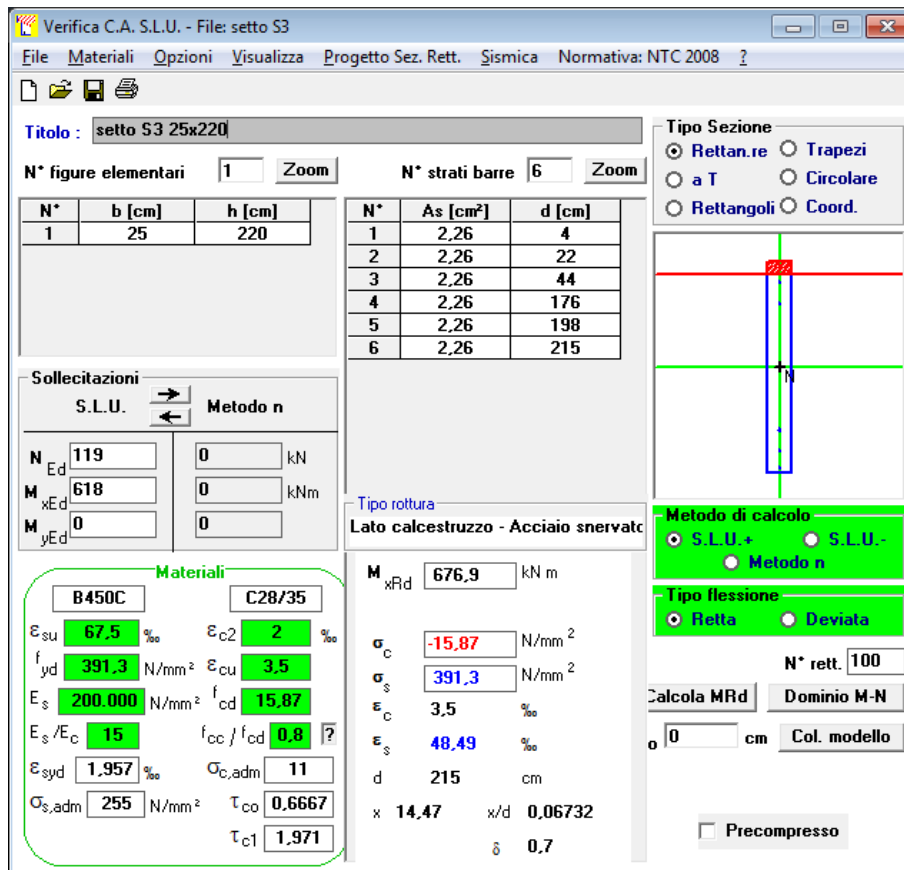 Verifica C.A. S.L.U. - File: setto S3
File Materiali Opzioni Visualizza Progetto Sez. Rett. Sismica Normativa: NTC 2008 ?
Titolo : setto S3 25x220
N° figure elementari 1 Zoom N° strati barre 6 Zoom
N° b [cm] h [cm]
1 25 220
N° As [cm²] d [cm]
1 2,26 4
2 2,26 22
3 2,26 44
4 2,26 176
5 2,26 198
6 2,26 215
Tipo Sezione
Rettan.re Trapezi
a T Circolare
Rettangoli Coord.
N
Sollecitazioni
S.L.U. Metodo n
N Ed 119 0 kN
M xEd 618 0 kNm
M yEd 0 0
Tipo rottura
Lato calcestruzzo - Acciaio snervato
Metodo di calcolo
S.L.U.+ S.L.U.-
Metodo n
Tipo flessione
Retta Deviata
N° rett. 100
Calcola MRd Dominio M-N
o 0 cm Col. modello
Precompresso
Materiali
B450C C28/35
εsu 67,5 ‰ εc2 2 ‰
fyd 391,3 N/mm² εcu 3,5
Es 200.000 N/mm² fcd 15,87
Es/Ec 15 fcc / fcd 0,8 ?
εsyd 1,957 ‰ σc,adm 11
σs,adm 255 N/mm² τco 0,6667
τc1 1,971
M xRd 676,9 kN m
σc -15,87 N/mm²
σs 391,3 N/mm²
εc 3,5 ‰
εs 48,49 ‰
d 215 cm
x 14,47 x/d 0,06732
δ 0,7